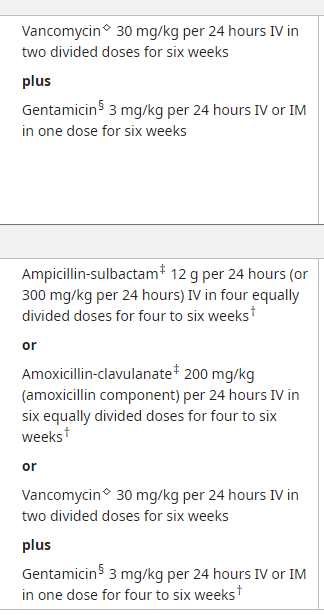 Vancomycin◇ 30 mg/kg per 24 hours IV in
two divided doses for six weeks
plus
Gentamicin§ 3 mg/kg per 24 hours IV or IM
in one dose for six weeks
Ampicillin-sulbactam‡ 12 g per 24 hours (or
300 mg/kg per 24 hours) IV in four equally
divided doses for four to six weeks†
or
Amoxicillin-clavulanate‡ 200 mg/kg
(amoxicillin component) per 24 hours IV in
six equally divided doses for four to six
weeks†
or
Vancomycin◇ 30 mg/kg per 24 hours IV in
two divided doses for six weeks
plus
Gentamicin§ 3 mg/kg per 24 hours IV or IM
in one dose for six weeks†